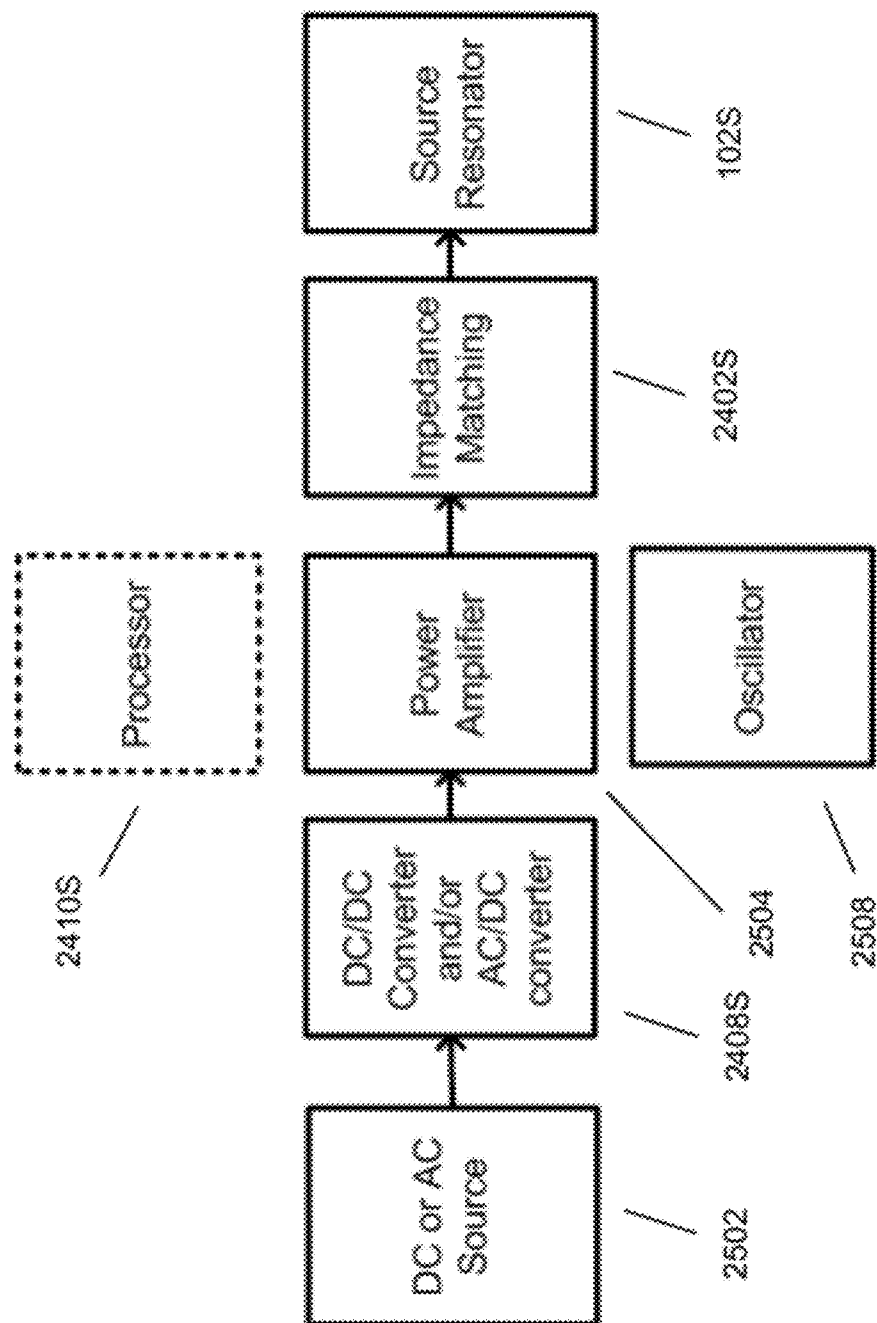 Processor
2410S
DC or AC
Source
2502
DC/DC
Converter
and/or
AC/DC
converter
2408S
Power
Amplifier
2504
Impedance
Matching
2402S
Source
Resonator
102S
Oscillator
2508